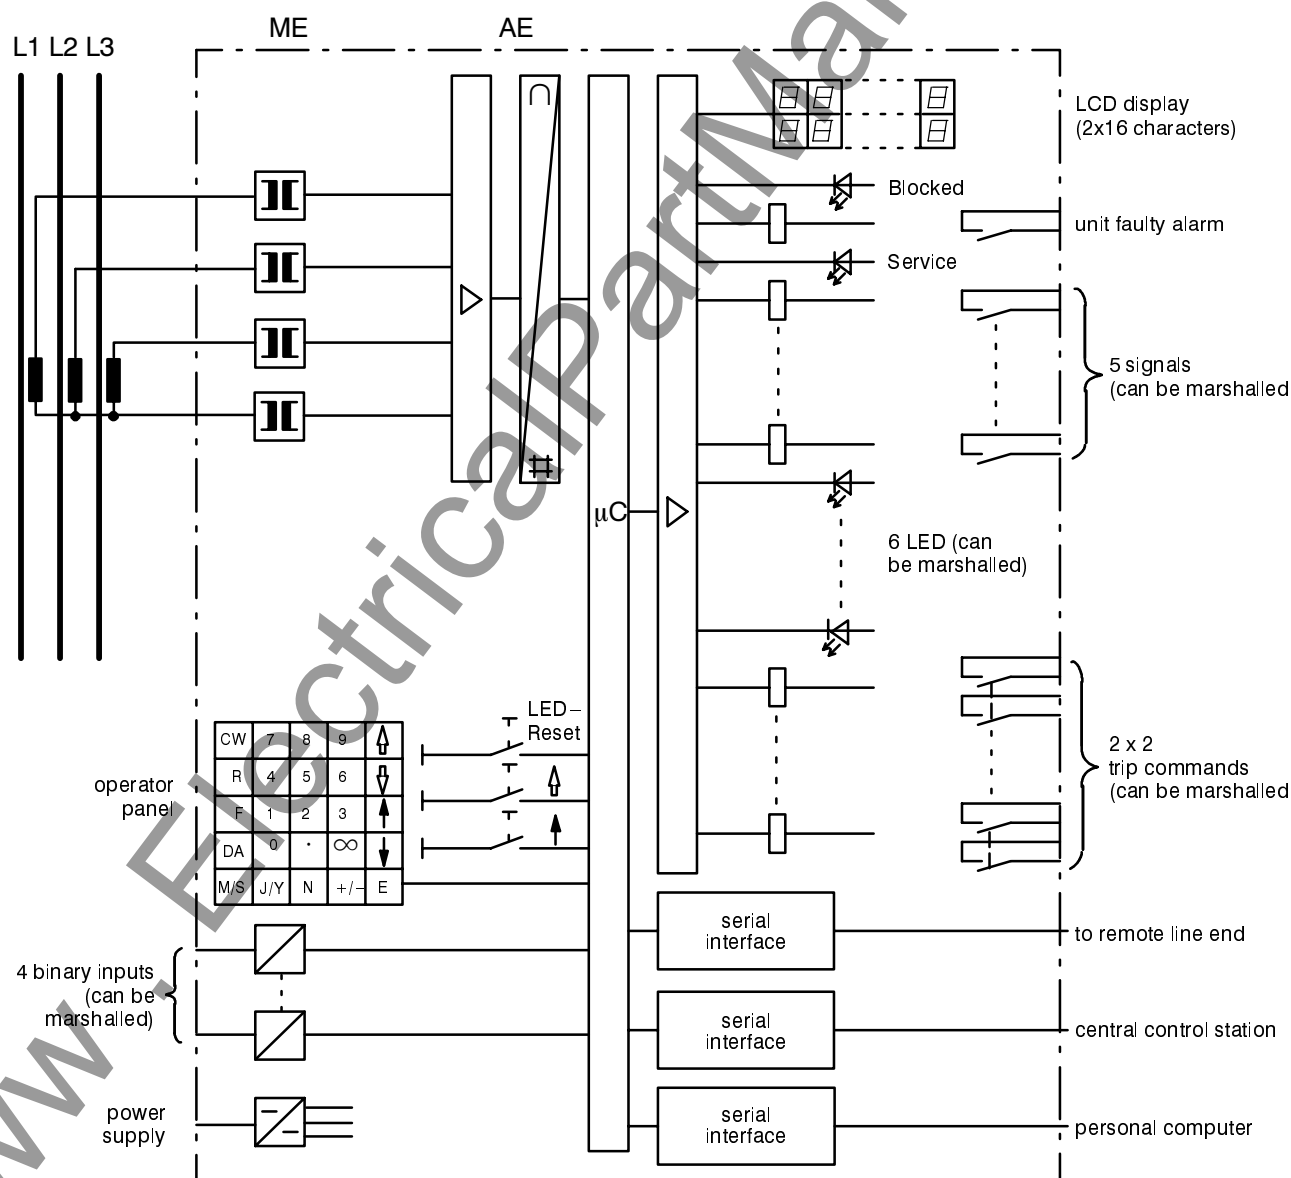 ME
AE
L1 L2 L3
LCD display
(2x16 characters)
Blocked
unit faulty alarm
Service
5 signals
(can be marshalled
µC
6 LED (can
be marshalled)
LED–
Reset
2 x 2
trip commands
(can be marshalled
operator
panel
CW 7 8 9
R 4 5 6
F 1 2 3
DA 0 . ∞
M/S J/Y N +/– E
serial
interface
to remote line end
4 binary inputs
(can be
marshalled)
serial
interface
central control station
power
supply
serial
interface
personal computer
www.ElectricalPartMa